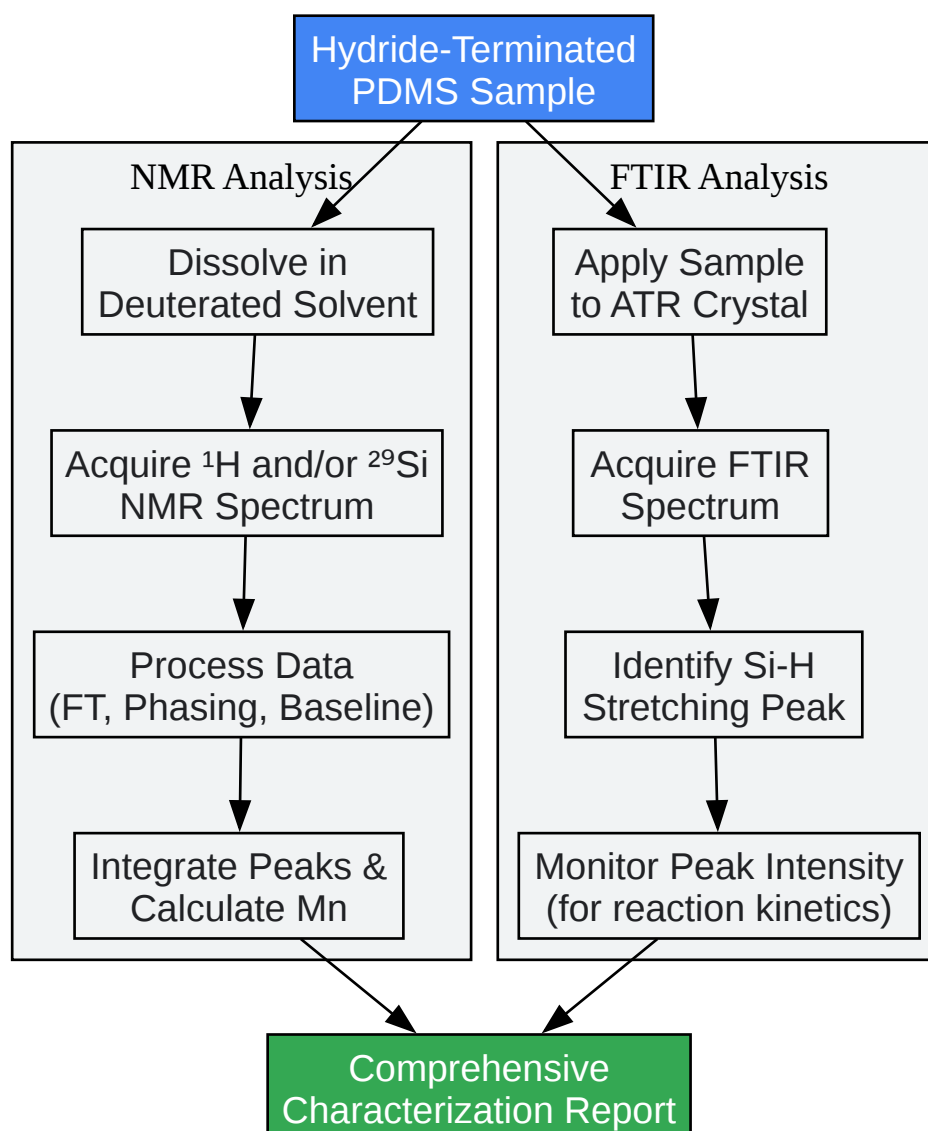 Hydride-Terminated
PDMS Sample
NMR Analysis
Dissolve in
Deuterated Solvent
Acquire ¹H and/or ²⁹Si
NMR Spectrum
Process Data
(FT, Phasing, Baseline)
Integrate Peaks &
Calculate Mn
FTIR Analysis
Apply Sample
to ATR Crystal
Acquire FTIR
Spectrum
Identify Si-H
Stretching Peak
Monitor Peak Intensity
(for reaction kinetics)
Comprehensive
Characterization Report